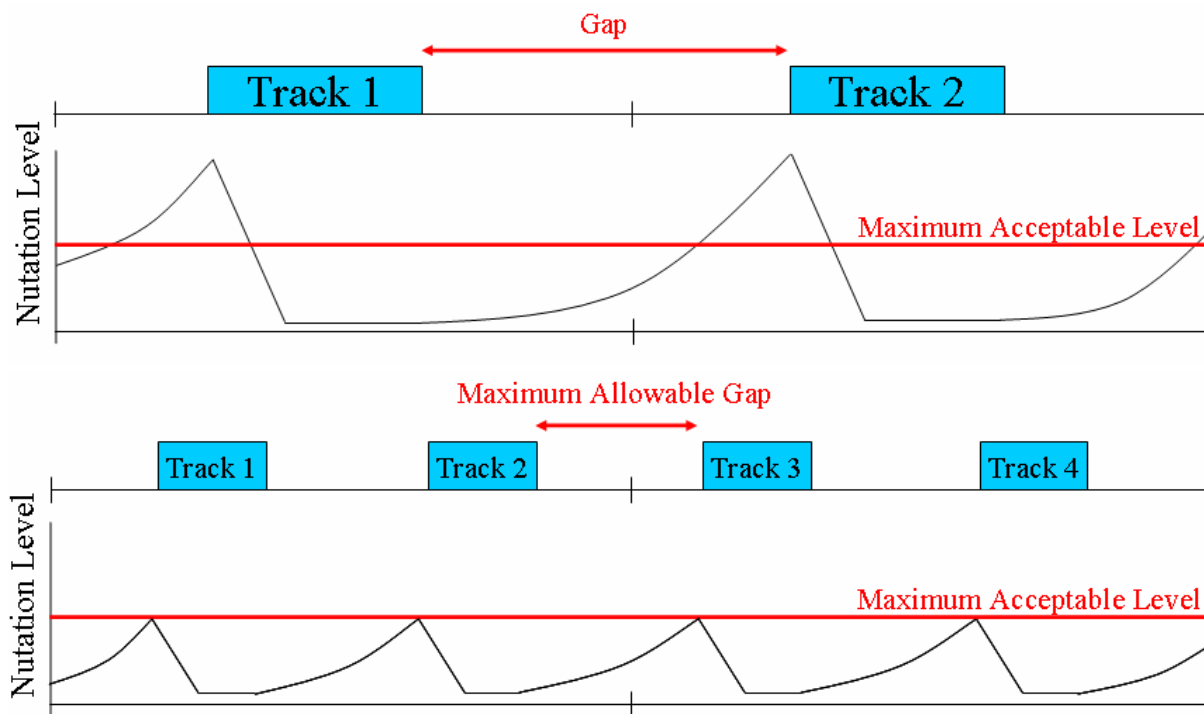 Gap
Track 1
Track 2
Nutation Level
Maximum Acceptable Level
Maximum Allowable Gap
Track 1
Track 2
Track 3
Track 4
Nutation Level
Maximum Acceptable Level